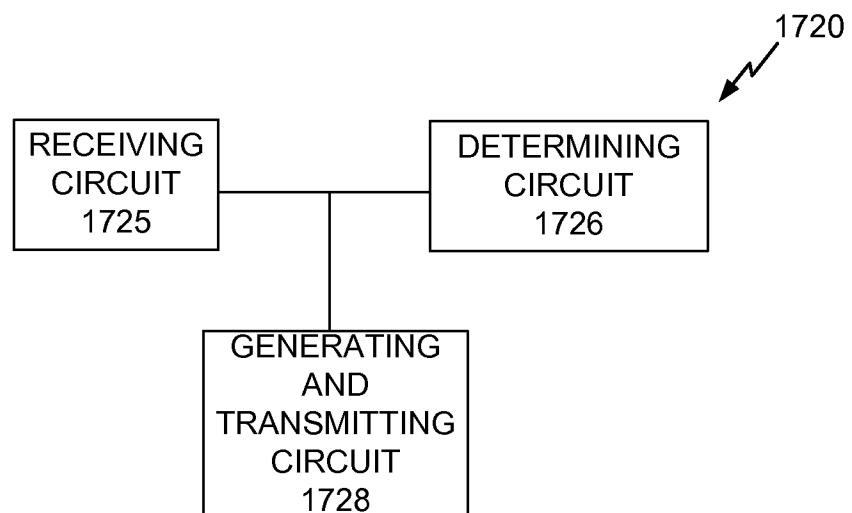 1720
RECEIVING
CIRCUIT
1725
DETERMINING
CIRCUIT
1726
GENERATING
AND
TRANSMITTING
CIRCUIT
1728